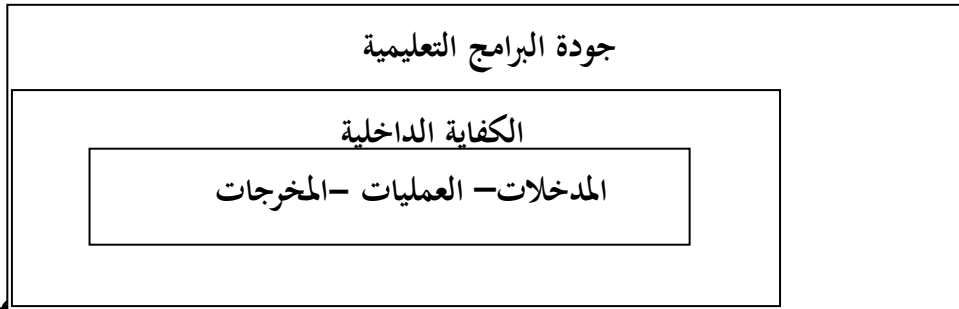 جودة البرامج التعليمية
الكفاية الداخلية
المدخلات– العمليات –المخرجات